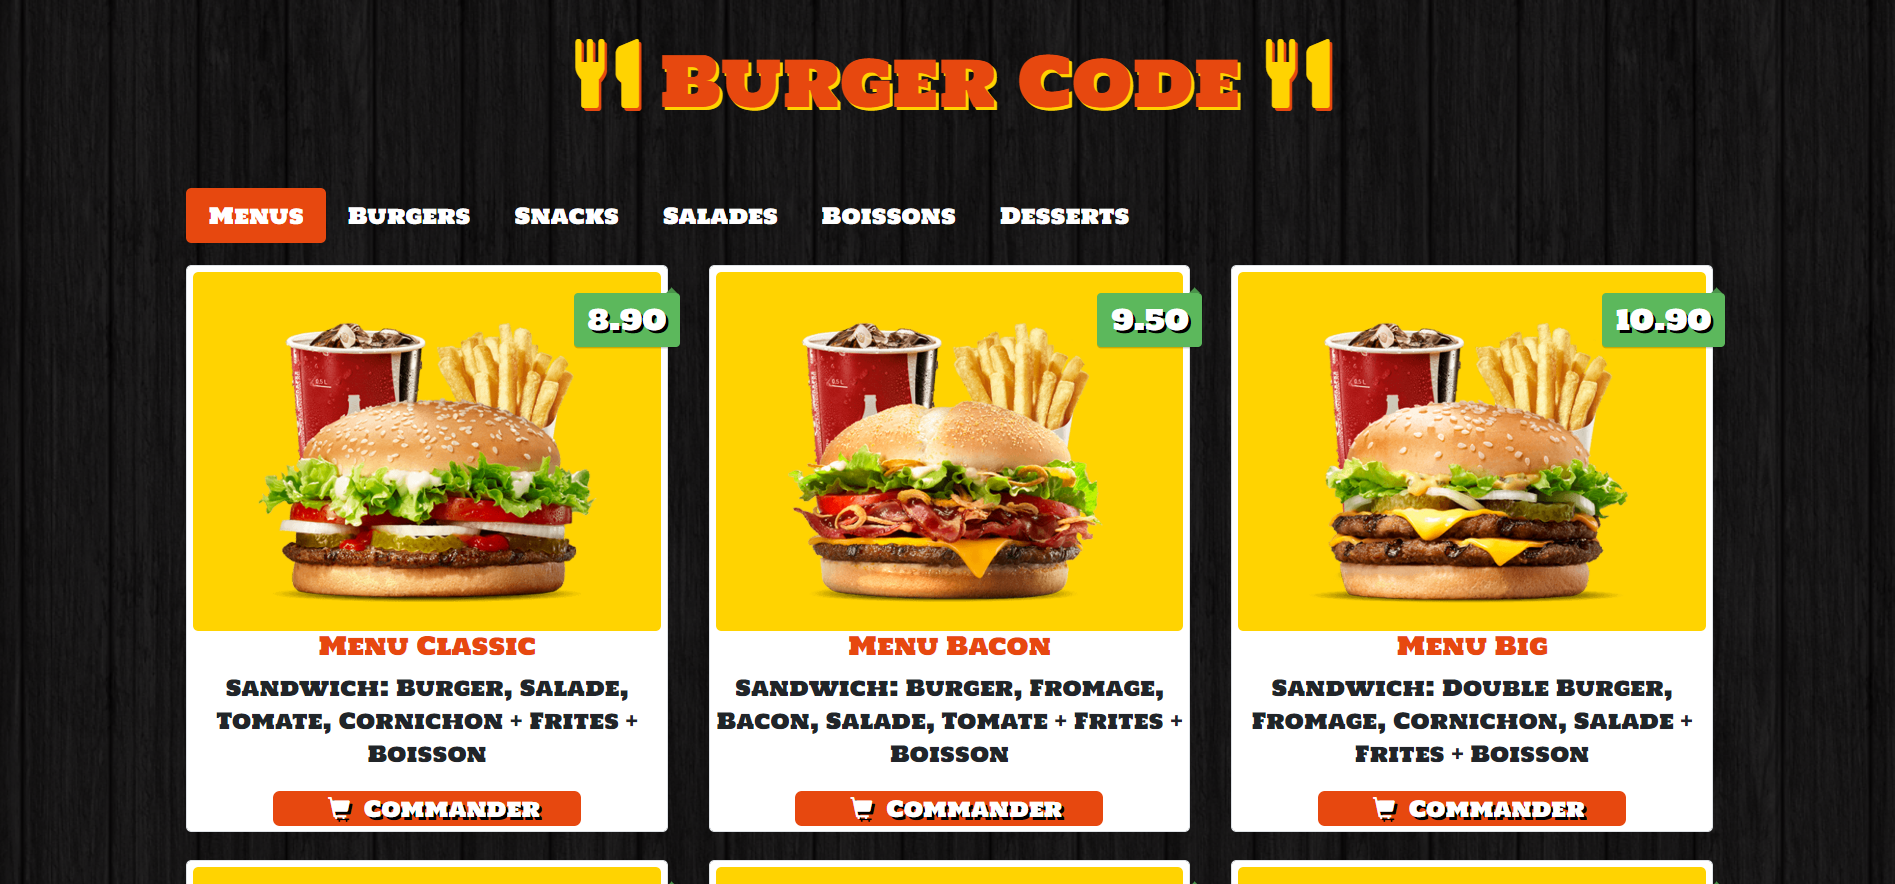 Burger Code
Menus Burgers Snacks Salades Boissons Desserts
8.90
9.50
10.90
0,5 L
Menu Classic
Sandwich: Burger, Salade,
Tomate, Cornichon + Frites +
Boisson
Commander
Menu Bacon
Sandwich: Burger, Fromage,
Bacon, Salade, Tomate + Frites +
Boisson
Commander
Menu Big
Sandwich: Double Burger,
Fromage, Cornichon, Salade +
Frites + Boisson
Commander